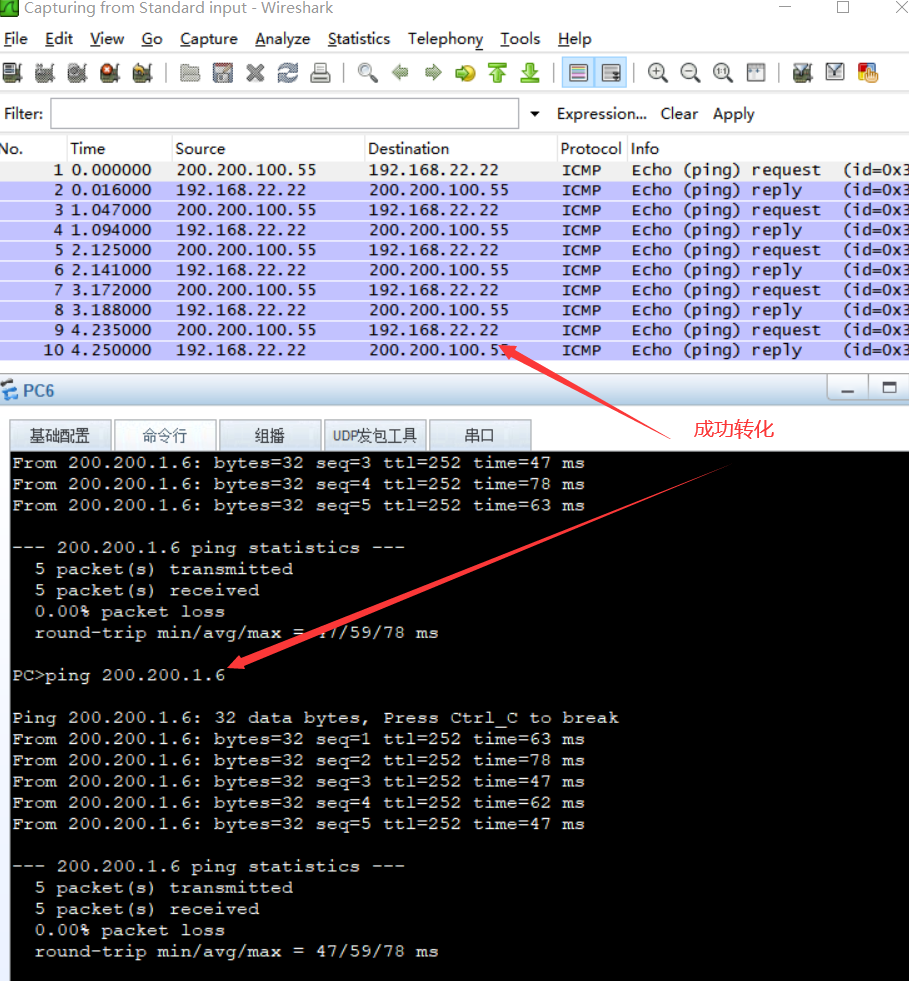 Capturing from Standard input - Wireshark
File Edit View Go Capture Analyze Statistics Telephony Tools Help
Filter: Expression... Clear Apply
No. Time Source Destination Protocol Info
1 0.000000 200.200.100.55 192.168.22.22 ICMP Echo (ping) request (id=0x3
2 0.016000 192.168.22.22 200.200.100.55 ICMP Echo (ping) reply (id=0x3
3 1.047000 200.200.100.55 192.168.22.22 ICMP Echo (ping) request (id=0x3
4 1.094000 192.168.22.22 200.200.100.55 ICMP Echo (ping) reply (id=0x3
5 2.125000 200.200.100.55 192.168.22.22 ICMP Echo (ping) request (id=0x3
6 2.141000 192.168.22.22 200.200.100.55 ICMP Echo (ping) reply (id=0x3
7 3.172000 200.200.100.55 192.168.22.22 ICMP Echo (ping) request (id=0x3
8 3.188000 192.168.22.22 200.200.100.55 ICMP Echo (ping) reply (id=0x3
9 4.235000 200.200.100.55 192.168.22.22 ICMP Echo (ping) request (id=0x3
10 4.250000 192.168.22.22 200.200.100.55 ICMP Echo (ping) reply (id=0x3
PC6
成功转化
基础配置 命令行 组播 UDP发包工具 串口
From 200.200.1.6: bytes=32 seq=3 ttl=252 time=47 ms
From 200.200.1.6: bytes=32 seq=4 ttl=252 time=78 ms
From 200.200.1.6: bytes=32 seq=5 ttl=252 time=63 ms
--- 200.200.1.6 ping statistics ---
5 packet(s) transmitted
5 packet(s) received
0.00% packet loss
round-trip min/avg/max = 47/59/78 ms
PC>ping 200.200.1.6
Ping 200.200.1.6: 32 data bytes, Press Ctrl_C to break
From 200.200.1.6: bytes=32 seq=1 ttl=252 time=63 ms
From 200.200.1.6: bytes=32 seq=2 ttl=252 time=78 ms
From 200.200.1.6: bytes=32 seq=3 ttl=252 time=47 ms
From 200.200.1.6: bytes=32 seq=4 ttl=252 time=62 ms
From 200.200.1.6: bytes=32 seq=5 ttl=252 time=47 ms
--- 200.200.1.6 ping statistics ---
5 packet(s) transmitted
5 packet(s) received
0.00% packet loss
round-trip min/avg/max = 47/59/78 ms